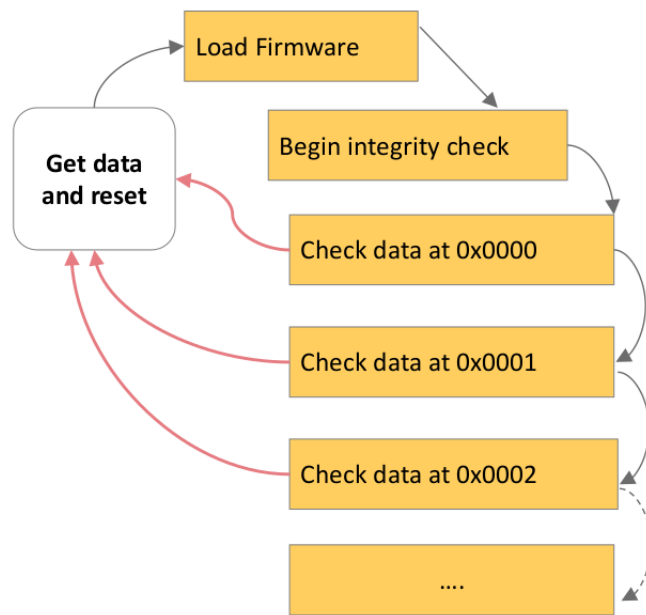 Load Firmware
Begin integrity check
Get data
and reset
Check data at 0x0000
Check data at 0x0001
Check data at 0x0002
....